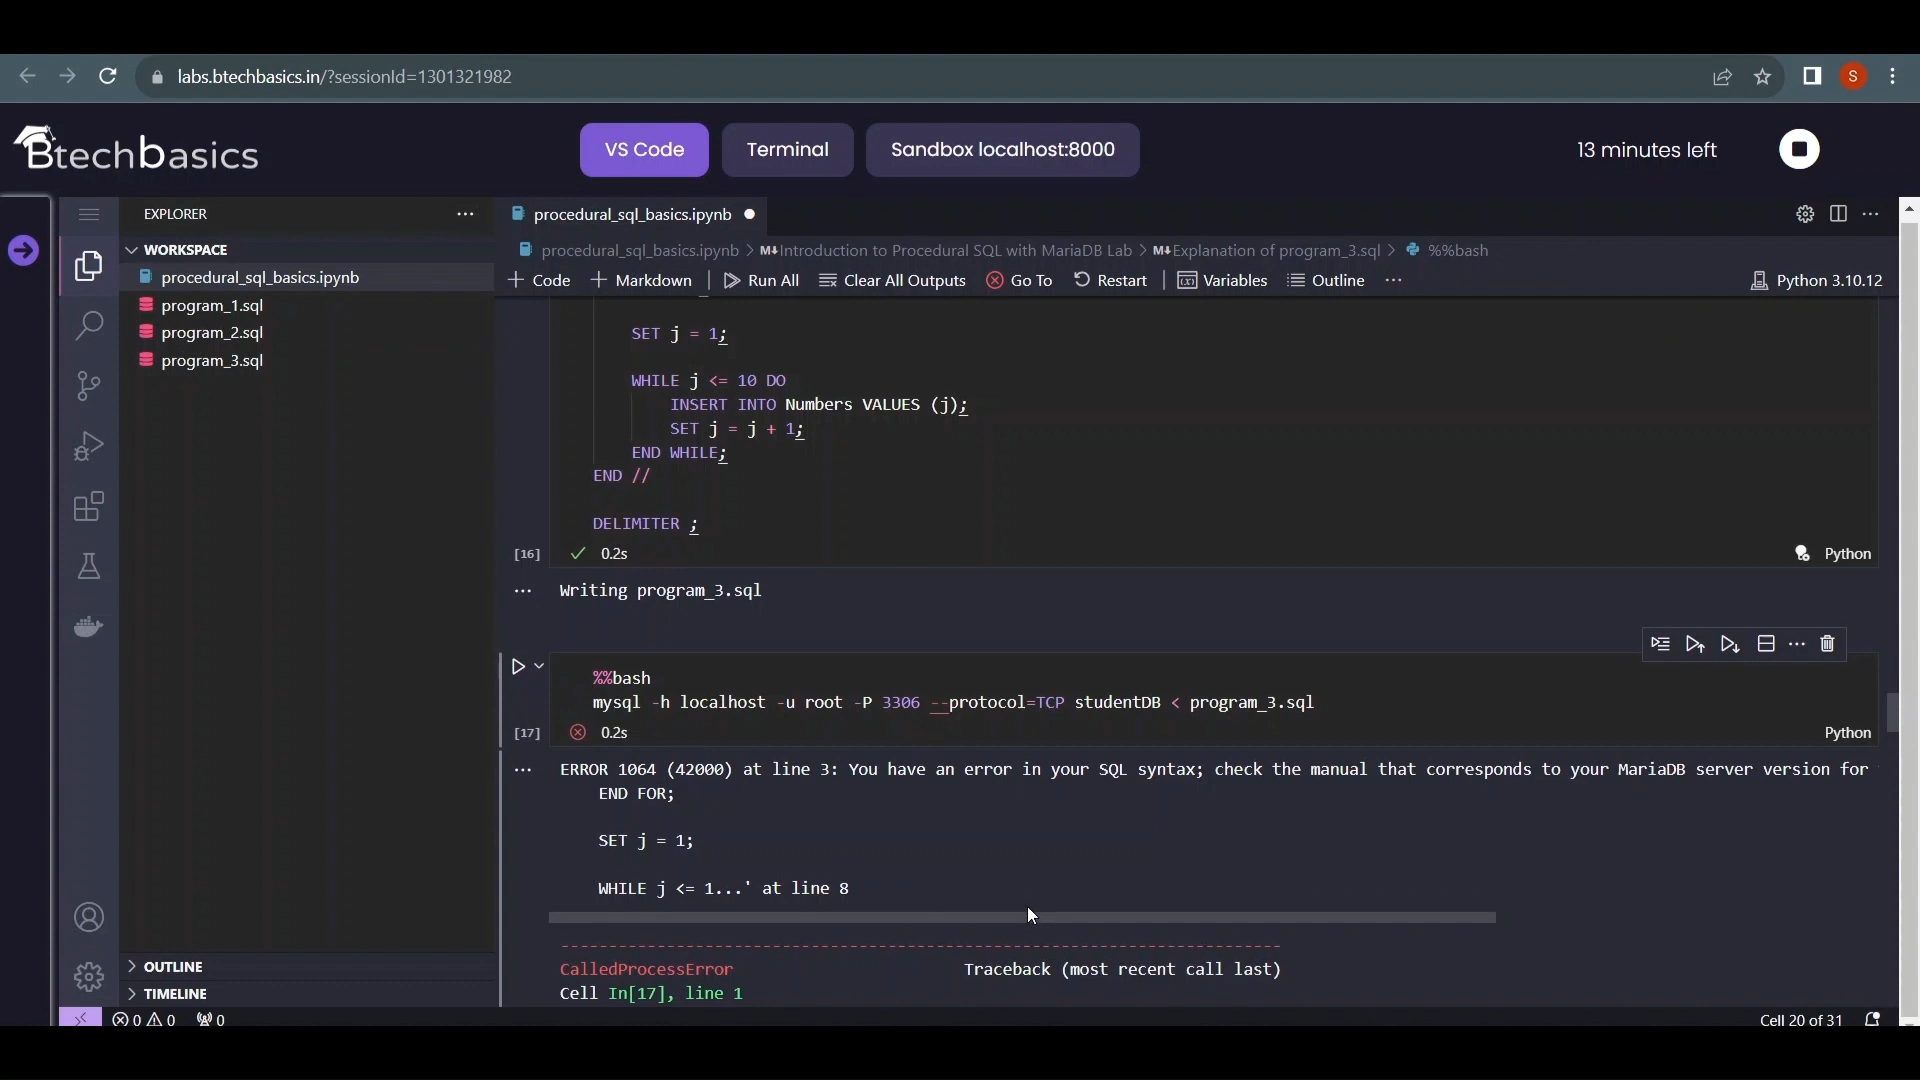 labs.btechbasics.in/?sessionId=1301321982
S
Btechbasics
VS Code
Terminal
Sandbox localhost:8000
13 minutes left
EXPLORER
WORKSPACE
procedural_sql_basics.ipynb
program_1.sql
program_2.sql
program_3.sql
OUTLINE
TIMELINE
procedural_sql_basics.ipynb
procedural_sql_basics.ipynb > M↓Introduction to Procedural SQL with MariaDB Lab > M↓Explanation of program_3.sql > %%bash
+ Code + Markdown | Run All Clear All Outputs Go To Restart | Variables Outline ··· Python 3.10.12
SET j = 1;
WHILE j <= 10 DO
INSERT INTO Numbers VALUES (j);
SET j = j + 1;
END WHILE;
END //
DELIMITER ;
[16] ✓ 0.2s Python
··· Writing program_3.sql
%%bash
mysql -h localhost -u root -P 3306 --protocol=TCP studentDB < program_3.sql
[17] 0.2s Python
··· ERROR 1064 (42000) at line 3: You have an error in your SQL syntax; check the manual that corresponds to your MariaDB server version for
END FOR;
SET j = 1;
WHILE j <= 1...' at line 8
---------------------------------------------------------------------------
CalledProcessError Traceback (most recent call last)
Cell In[17], line 1
0 0 0
Cell 20 of 31